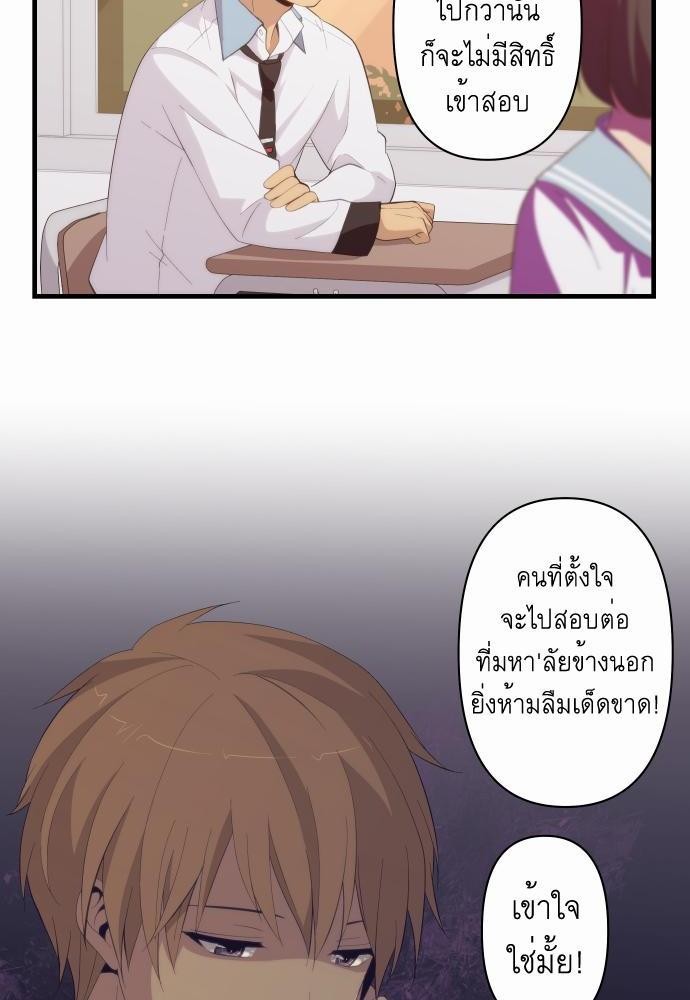 ไปกว่านั้น
ก็จะไม่มีสิทธิ์
เข้าสอบ
คนที่ตั้งใจ
จะไปสอบต่อ
ที่มหา'ลัยข้างนอก
ยิ่งห้ามลืมเด็ดขาด!
เข้าใจ
ใช่มั้ย!